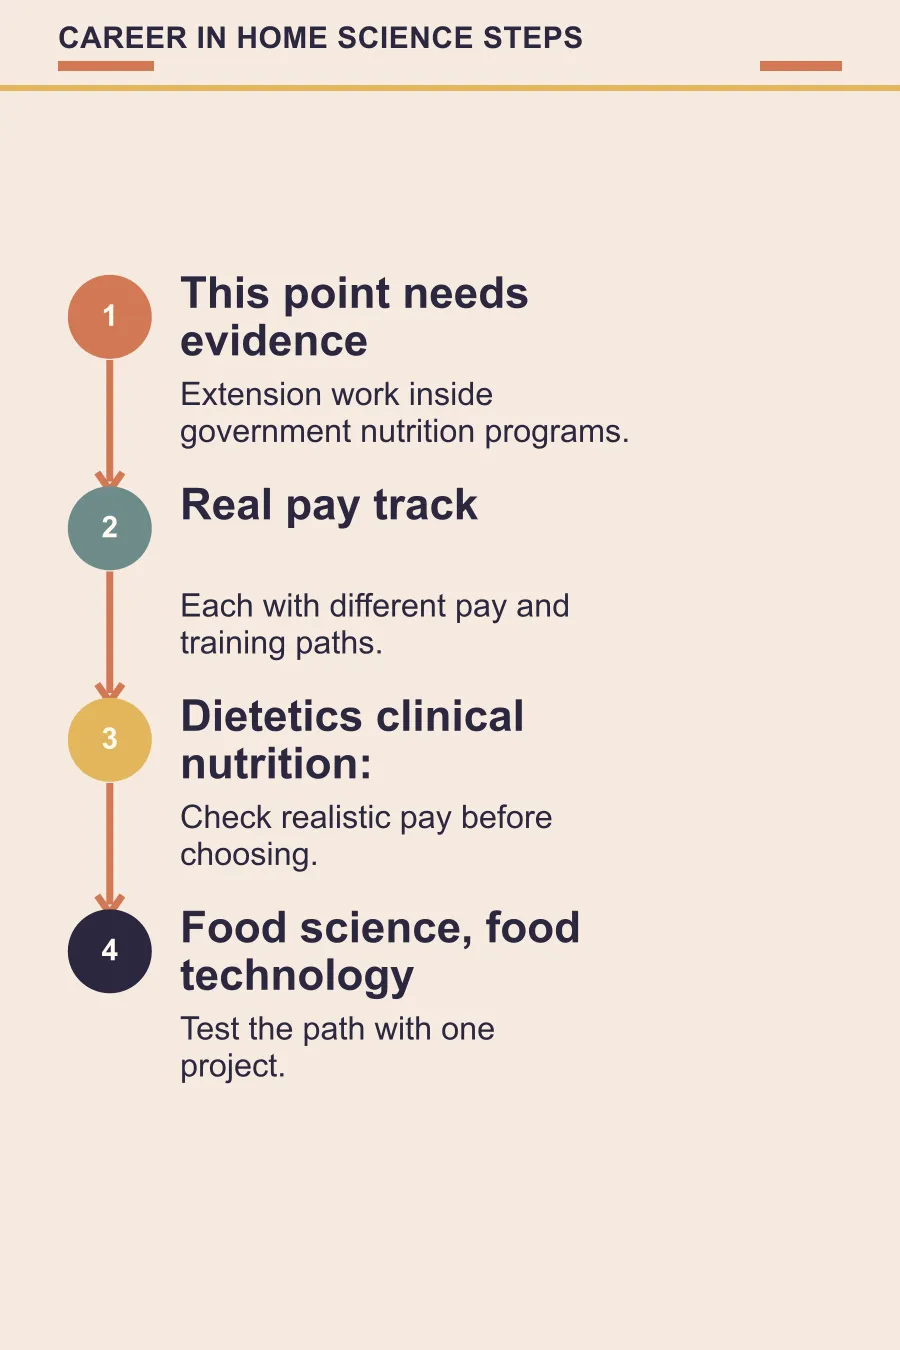 CAREER IN HOME SCIENCE STEPS
1
This point needs
evidence
Extension work inside
government nutrition programs.
2
Real pay track
Each with different pay and
training paths.
3
Dietetics clinical
nutrition:
Check realistic pay before
choosing.
4
Food science, food
technology
Test the path with one
project.